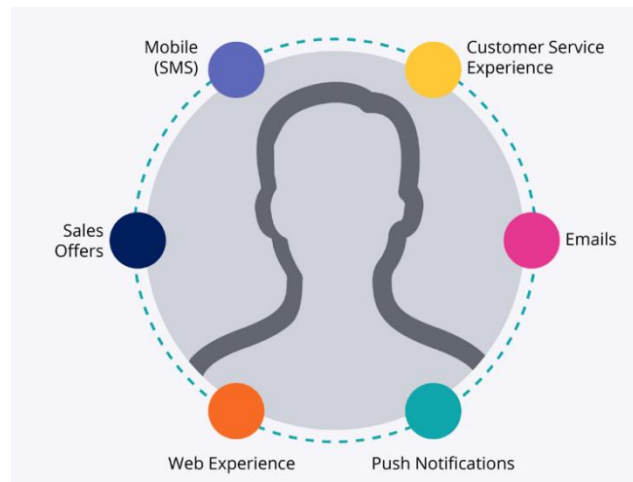 Mobile
(SMS)
Customer Service
Experience
Sales
Offers
Emails
Web Experience
Push Notifications